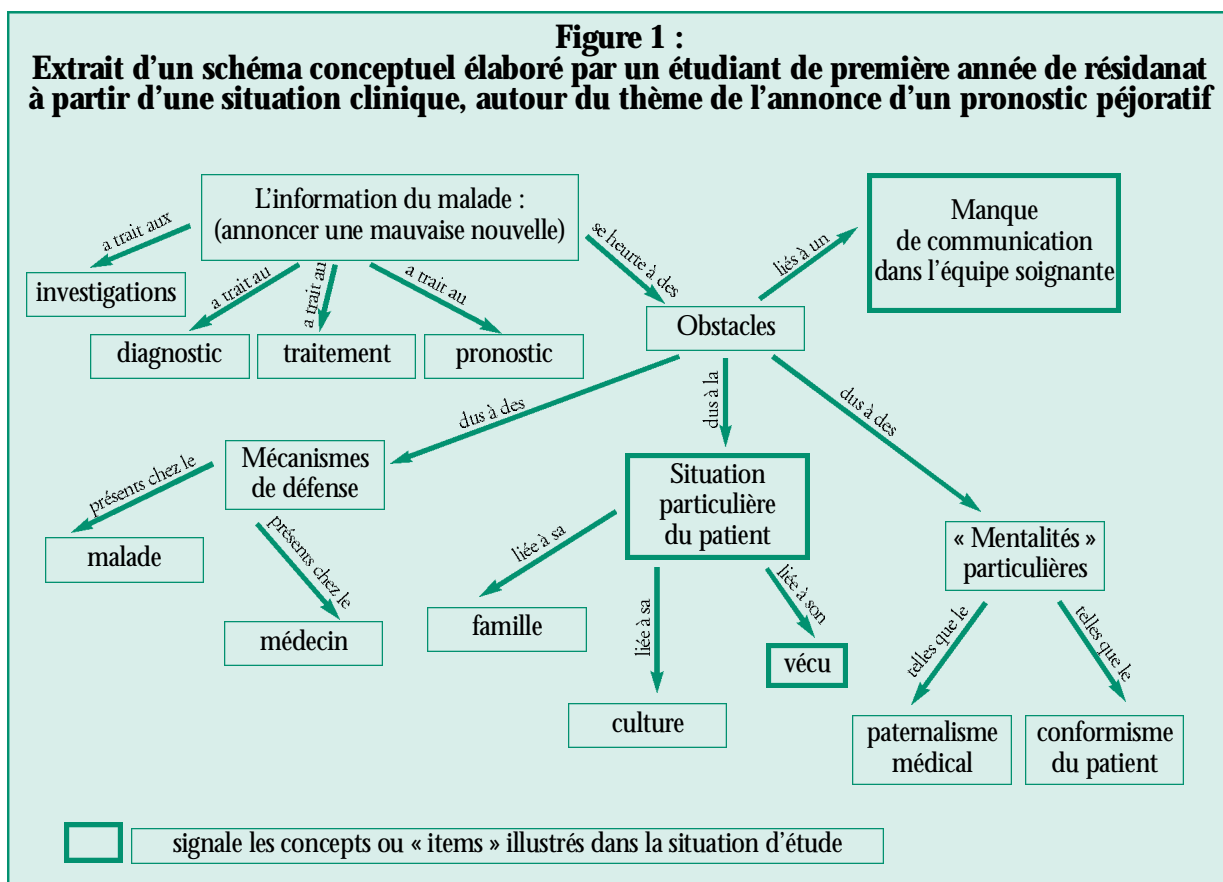 Figure 1 :
Extrait d’un schéma conceptuel élaboré par un étudiant de première année de résidanat
à partir d’une situation clinique, autour du thème de l’annonce d’un pronostic péjoratif
L’information du malade :
(annoncer une mauvaise nouvelle)
Manque
de communication
dans l’équipe soignante
a trait aux
se heurte à des
liés à un
investigations
a trait au
a trait au
a trait au
Obstacles
diagnostic
traitement
pronostic
dus à des
dus à la
dus à des
Mécanismes
de défense
Situation
particulière
du patient
« Mentalités »
particulières
présents chez le
présents chez le
malade
médecin
liée à sa
liée à sa
liée à son
famille
culture
vécu
telles que le
telles que le
paternalisme
médical
conformisme
du patient
signale les concepts ou « items » illustrés dans la situation d’étude